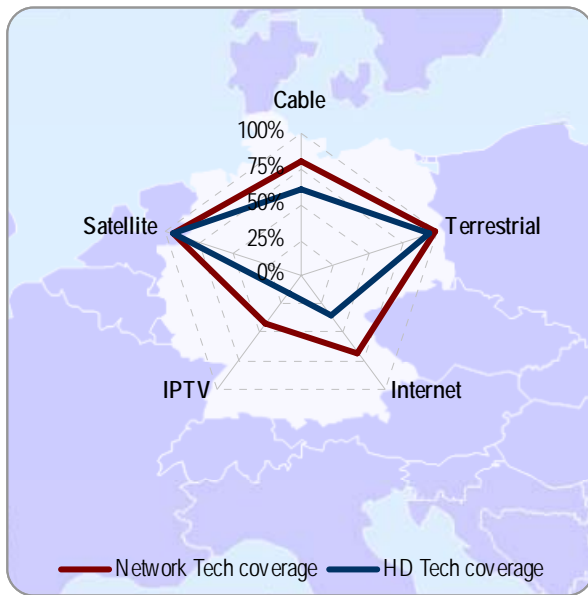 Cable
100%
75%
50%
25%
0%
Satellite
Terrestrial
IPTV
Internet
Network Tech coverage
HD Tech coverage